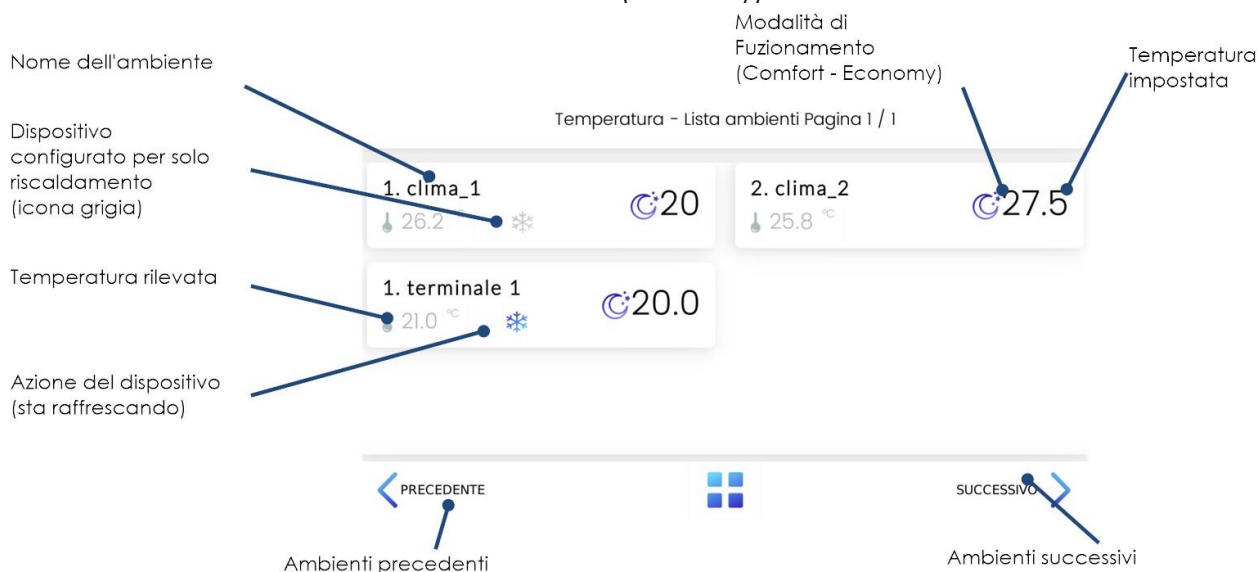 Modalità di
Fuzionamento
(Comfort - Economy)
Temperatura
impostata
Nome dell'ambiente
Dispositivo
configurato per solo
riscaldamento
(icona grigia)
Temperatura rilevata
Azione del dispositivo
(sta raffrescando)
Temperatura - Lista ambienti Pagina 1 / 1
1. clima_1
26.2
20
2. clima_2
25.8 °C
27.5
1. terminale 1
21.0 °C
20.0
PRECEDENTE
SUCCESSIVO
Ambienti precedenti
Ambienti successivi